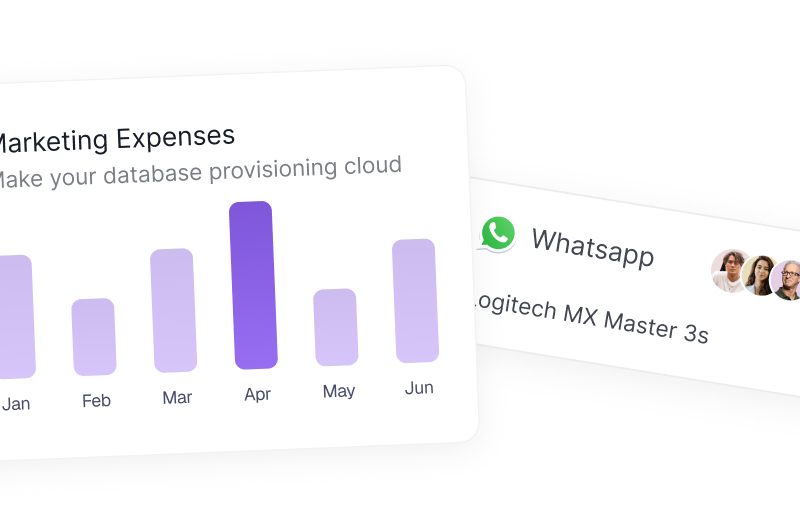 Marketing Expenses
Make your database provisioning cloud
Jan Feb Mar Apr May Jun
Whatsapp
Logitech MX Master 3s